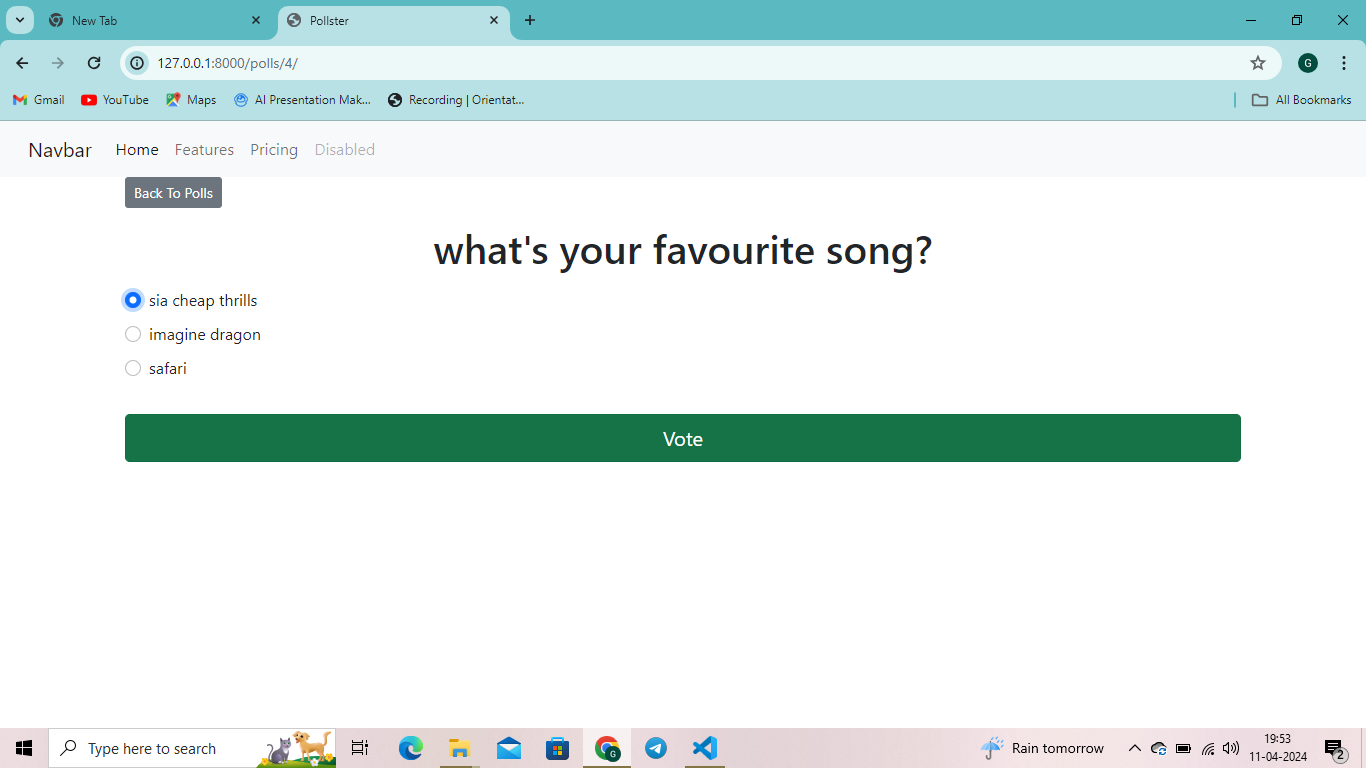 New Tab
Pollster
127.0.0.1:8000/polls/4/
G
Gmail
YouTube
Maps
AI Presentation Mak...
Recording | Orientat...
All Bookmarks
Navbar Home Features Pricing Disabled
Back To Polls
what's your favourite song?
sia cheap thrills
imagine dragon
safari
Vote
Type here to search
G
Rain tomorrow
19:53
11-04-2024
2